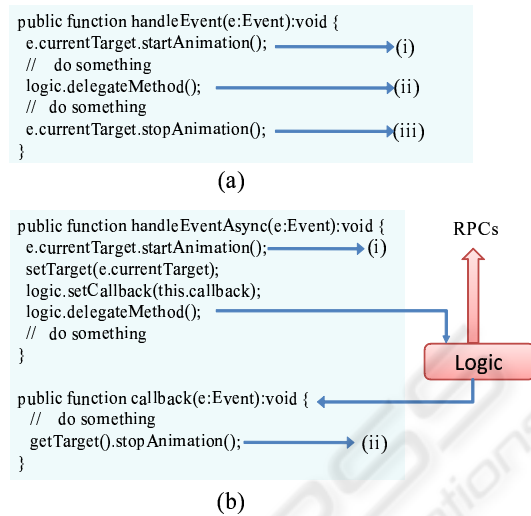 public function handleEvent(e:Event):void {
e.currentTarget.startAnimation(); (i)
// do something
logic.delegateMethod(); (ii)
// do something
e.currentTarget.stopAnimation(); (iii)
}
(a)
public function handleEventAsync(e:Event):void {
e.currentTarget.startAnimation(); (i)
setTarget(e.currentTarget);
logic.setCallback(this.callback);
logic.delegateMethod();
// do something
}
RPCs
Logic
public function callback(e:Event):void {
// do something
getTarget().stopAnimation(); (ii)
}
(b)